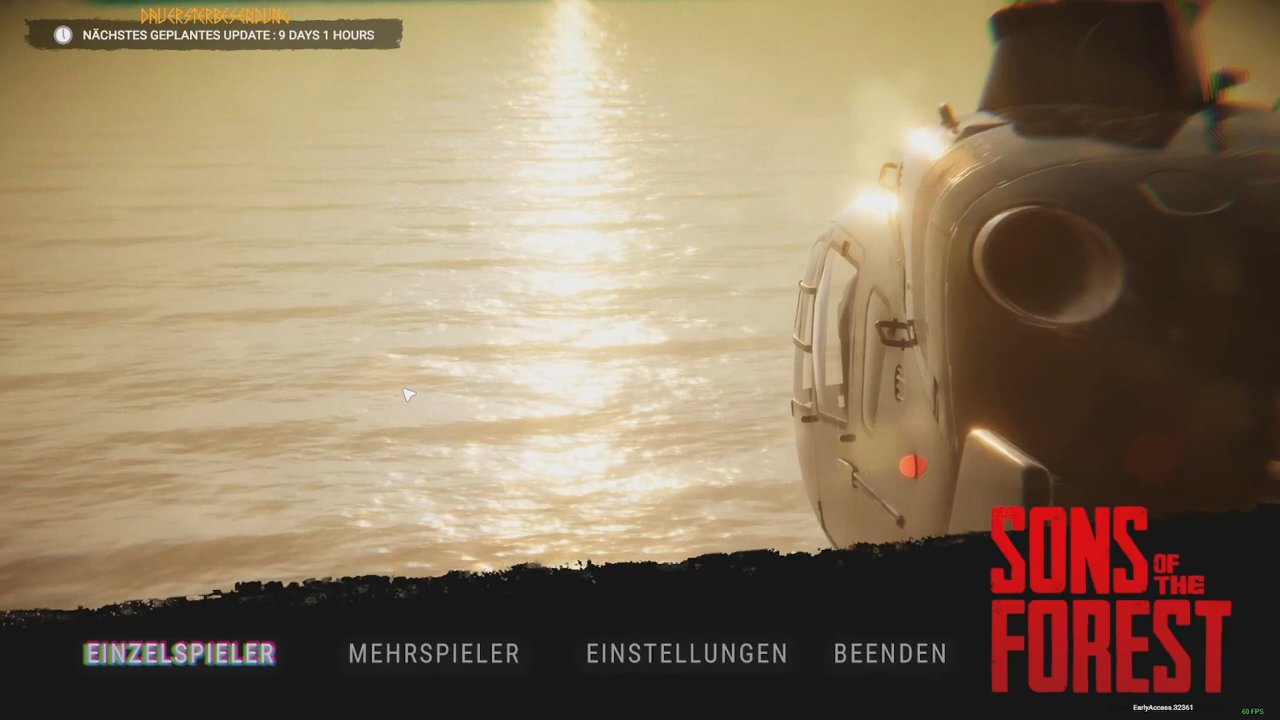 DAUERSTERBESENDUNG
NÄCHSTES GEPLANTES UPDATE : 9 DAYS 1 HOURS
EINZELSPIELER
MEHRSPIELER
EINSTELLUNGEN
BEENDEN
SONS OF THE FOREST
EarlyAccess.32361
60 FPS